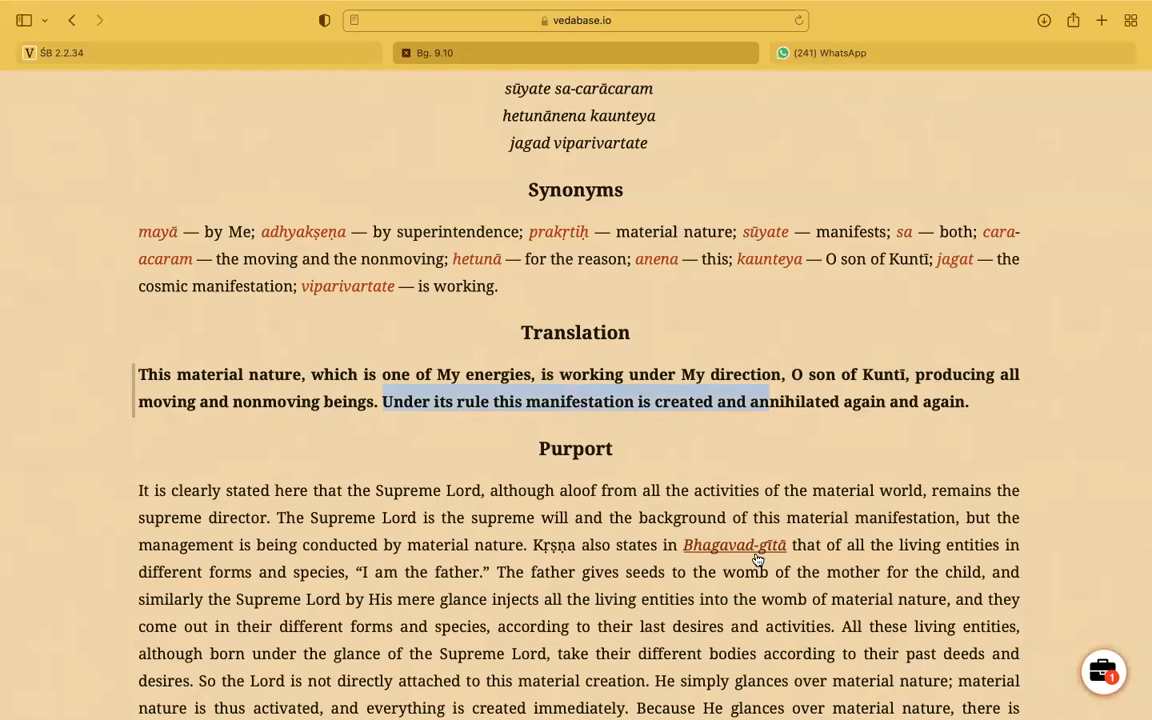 vedabase.io
V ŚB 2.2.34
Bg. 9.10
(241) WhatsApp
sūyate sa-carācaram
hetunānena kaunteya
jagad viparivartate
Synonyms
mayā — by Me; adhyakṣeṇa — by superintendence; prakṛtiḥ — material nature; sūyate — manifests; sa — both; cara-
acaram — the moving and the nonmoving; hetunā — for the reason; anena — this; kaunteya — O son of Kuntī; jagat — the
cosmic manifestation; viparivartate — is working.
Translation
This material nature, which is one of My energies, is working under My direction, O son of Kuntī, producing all
moving and nonmoving beings. Under its rule this manifestation is created and annihilated again and again.
Purport
It is clearly stated here that the Supreme Lord, although aloof from all the activities of the material world, remains the
supreme director. The Supreme Lord is the supreme will and the background of this material manifestation, but the
management is being conducted by material nature. Kṛṣṇa also states in Bhagavad-gītā that of all the living entities in
different forms and species, “I am the father.” The father gives seeds to the womb of the mother for the child, and
similarly the Supreme Lord by His mere glance injects all the living entities into the womb of material nature, and they
come out in their different forms and species, according to their last desires and activities. All these living entities,
although born under the glance of the Supreme Lord, take their different bodies according to their past deeds and
desires. So the Lord is not directly attached to this material creation. He simply glances over material nature; material
nature is thus activated, and everything is created immediately. Because He glances over material nature, there is
1